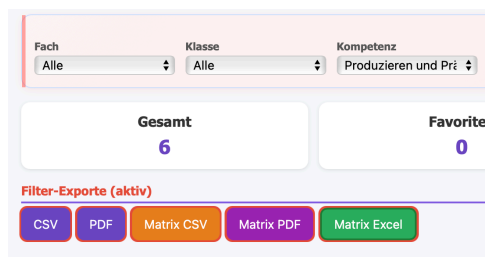 Fach Klasse Kompetenz
Alle Alle Produzieren und Prä
Gesamt Favorite
6 0
Filter-Exporte (aktiv)
CSV PDF Matrix CSV Matrix PDF Matrix Excel